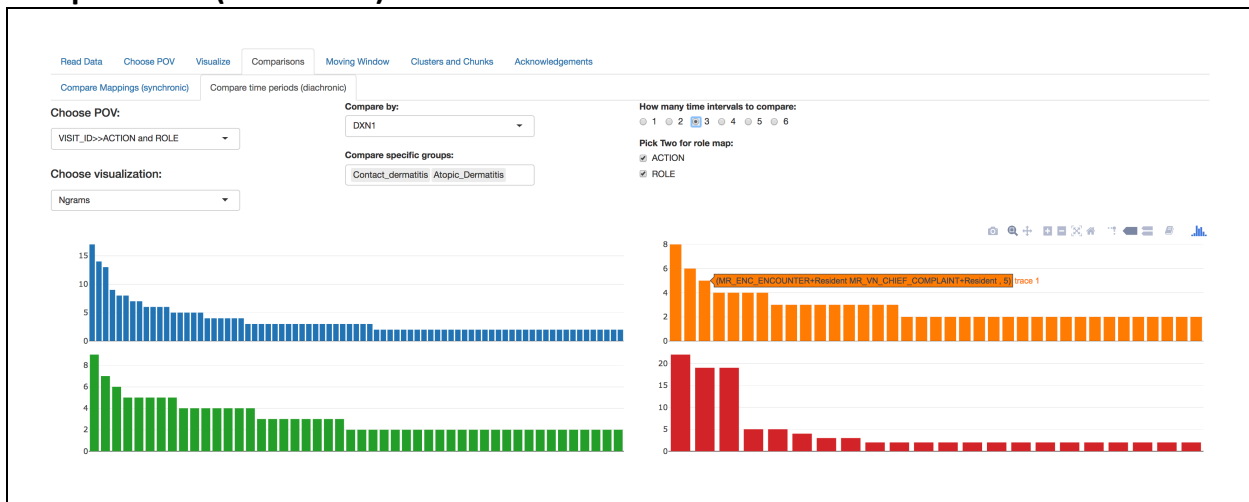 Read Data Choose POV Visualize Comparisons Moving Window Clusters and Chunks Acknowledgements
Compare Mappings (synchronic) Compare time periods (diachronic)
Choose POV:
VISIT_ID>>ACTION and ROLE
Choose visualization:
Ngrams
Compare by:
DXN1
Compare specific groups:
Contact_dermatitis Atopic_Dermatitis
How many time intervals to compare:
1 2 3 4 5 6
Pick Two for role map:
ACTION
ROLE
15
10
5
0
8
6
4
2
0
(MR_ENC_ENCOUNTER+Resident MR_VN_CHIEF_COMPLAINT+Resident , 5) trace 1
8
6
4
2
0
20
15
10
5
0